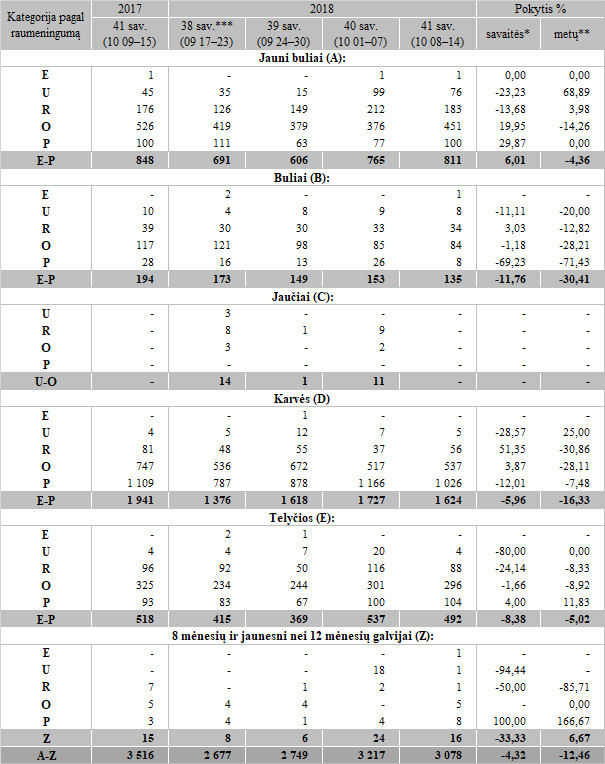 Kategorija pagal raumeningumą 2017 2018 Pokytis %
41 sav. (10 09–15) 38 sav.*** (09 17–23) 39 sav. (09 24–30) 40 sav. (10 01–07) 41 sav. (10 08–14) savaitės* metų**
Jauni buliai (A):
E 1 - - 1 1 0,00 0,00
U 45 35 15 99 76 -23,23 68,89
R 176 126 149 212 183 -13,68 3,98
O 526 419 379 376 451 19,95 -14,26
P 100 111 63 77 100 29,87 0,00
E-P 848 691 606 765 811 6,01 -4,36
Buliai (B):
E - 2 - - 1 - -
U 10 4 8 9 8 -11,11 -20,00
R 39 30 30 33 34 3,03 -12,82
O 117 121 98 85 84 -1,18 -28,21
P 28 16 13 26 8 -69,23 -71,43
E-P 194 173 149 153 135 -11,76 -30,41
Jaučiai (C):
U - 3 - - - - -
R - 8 1 9 - - -
O - 3 - 2 - - -
P - - - - - - -
U-O - 14 1 11 - - -
Karvės (D)
E - - 1 - - - -
U 4 5 12 7 5 -28,57 25,00
R 81 48 55 37 56 51,35 -30,86
O 747 536 672 517 537 3,87 -28,11
P 1 109 787 878 1 166 1 026 -12,01 -7,48
E-P 1 941 1 376 1 618 1 727 1 624 -5,96 -16,33
Telyčios (E):
E - 2 1 - - - -
U 4 4 7 20 4 -80,00 0,00
R 96 92 50 116 88 -24,14 -8,33
O 325 234 244 301 296 -1,66 -8,92
P 93 83 67 100 104 4,00 11,83
E-P 518 415 369 537 492 -8,38 -5,02
8 mėnesių ir jaunesni nei 12 mėnesių galvijai (Z):
E - - - - 1 - -
U - - - 18 1 -94,44 -
R 7 - 1 2 1 -50,00 -85,71
O 5 4 4 - 5 - 0,00
P 3 4 1 4 8 100,00 166,67
Z 15 8 6 24 16 -33,33 6,67
A-Z 3 516 2 677 2 749 3 217 3 078 -4,32 -12,46